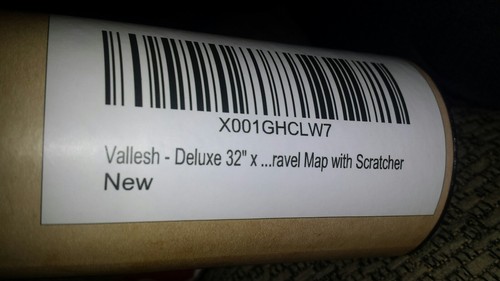 X001GHCLW7
Vallesh - Deluxe 32" x ...ravel Map with Scratcher
New